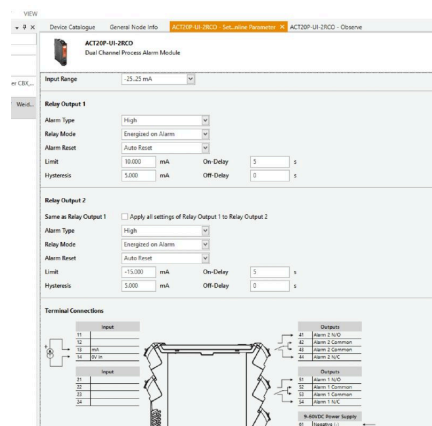 VIEW
Device Catalogue General Node Info ACT20P-UI-2RCO - Set...nline Parameter × ACT20P-UI-2RCO - Observe
ACT20P-UI-2RCO
Dual Channel Process Alarm Module
er CBX,...
Weid...
Input Range -25..25 mA
Relay Output 1
Alarm Type High
Relay Mode Energized on Alarm
Alarm Reset Auto Reset
Limit 10.000 mA On-Delay 5 s
Hysteresis 5.000 mA Off-Delay 0 s
Relay Output 2
Same as Relay Output 1 Apply all settings of Relay Output 1 to Relay Output 2
Alarm Type High
Relay Mode Energized on Alarm
Alarm Reset Auto Reset
Limit -15.000 mA On-Delay 5 s
Hysteresis 5.000 mA Off-Delay 0 s
Terminal Connections
Input
11
12
13 mA
14 0V In
Input
21
22
23
24
Outputs
41 Alarm 2 N/O
42 Alarm 2 Common
43 Alarm 2 Common
44 Alarm 2 N/C
Outputs
51 Alarm 1 N/O
52 Alarm 1 Common
53 Alarm 1 Common
54 Alarm 1 N/C
9-60VDC Power Supply
81 Negative (-)